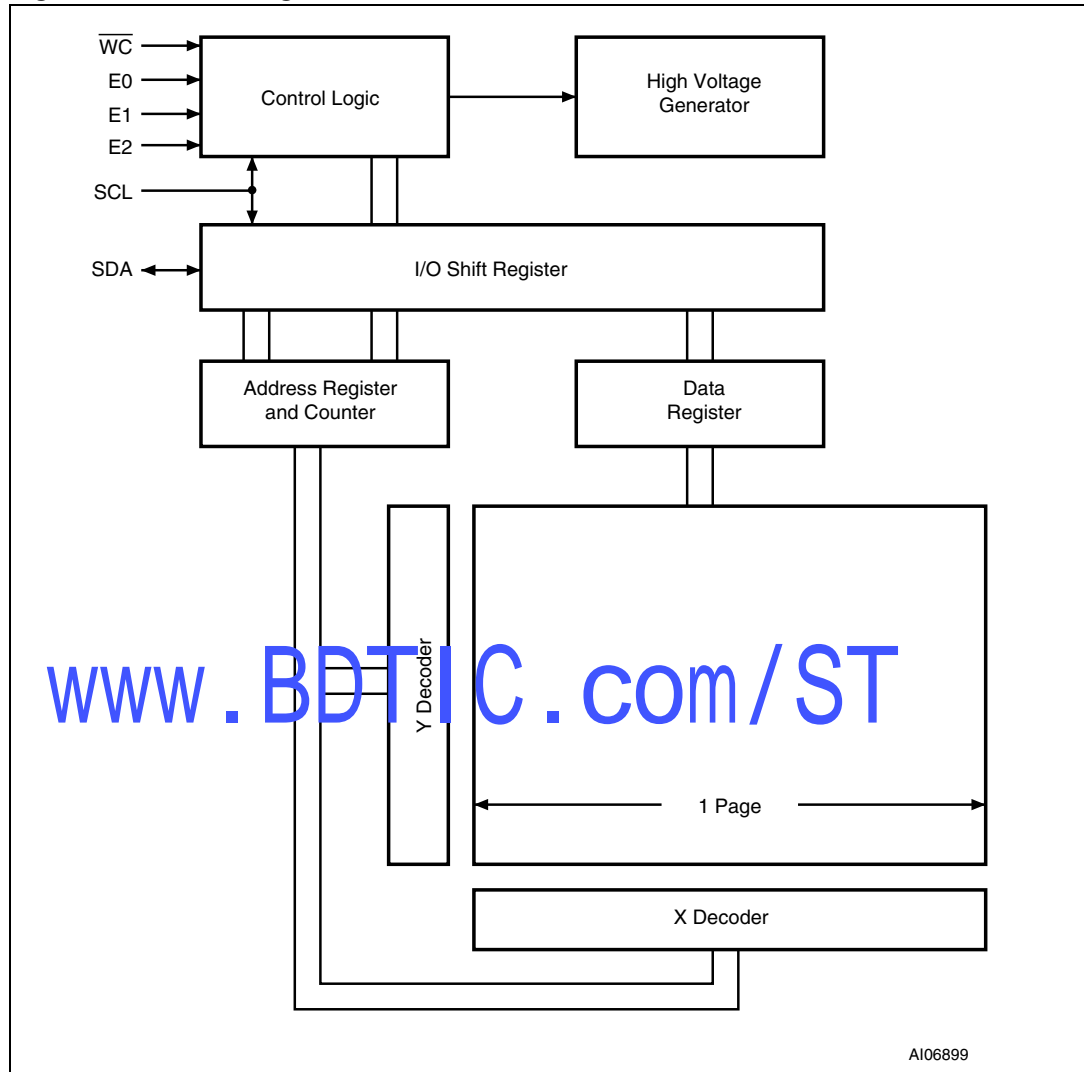 WC
E0
E1
E2
SCL
SDA
Control Logic
High Voltage
Generator
I/O Shift Register
Address Register
and Counter
Data
Register
Y Decoder
www.BDTIC.com/ST
1 Page
X Decoder
AI06899